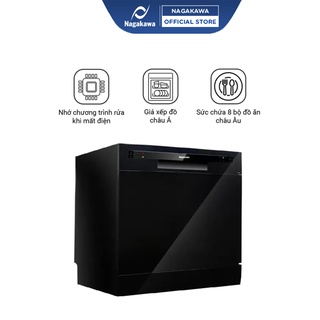 Nagakawa
NAGAKAWA
OFFICIAL STORE
Nhớ chương trình rửa
khi mất điện
Giá xếp đồ
châu Á
Sức chứa 8 bộ đồ ăn
châu Âu